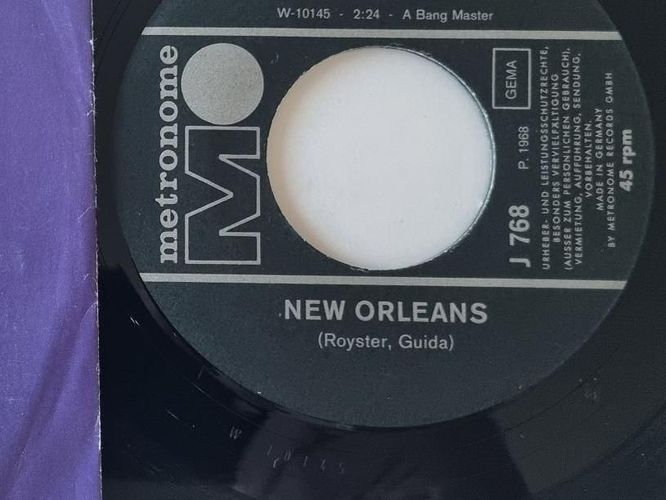 W-10145 - 2:24 - A Bang Master
metronome
GEMA
J 768
P. 1968
URHEBER- UND LEISTUNGSSCHUTZRECHTE,
BESONDERS VERVIELFÄLTIGUNG
(AUSSER ZUM PERSÖNLICHEN GEBRAUCH),
VERMIETUNG, AUFFÜHRUNG, SENDUNG,
VORBEHALTEN.
MADE IN GERMANY
BY METRONOME RECORDS GMBH
45 rpm
NEW ORLEANS
(Royster, Guida)